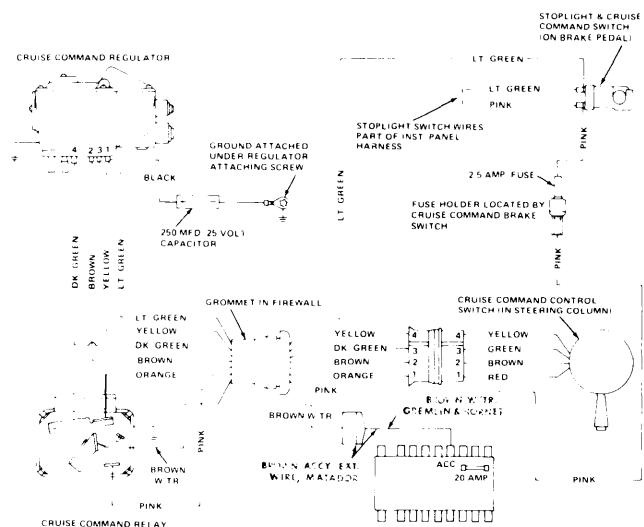 STOPLIGHT & CRUISE
COMMAND SWITCH
(ON BRAKE PEDAL)
CRUISE COMMAND REGULATOR
LT GREEN
LT GREEN
PINK
STOPLIGHT SWITCH WIRES
PART OF INST. PANEL
HARNESS
PINK
4 2 3 1
GROUND ATTACHED
UNDER REGULATOR
ATTACHING SCREW
BLACK
2.5 AMP FUSE
LT GREEN
FUSE HOLDER LOCATED BY
CRUISE COMMAND BRAKE
SWITCH
250 MFD 25 VOLT
CAPACITOR
DK GREEN
BROWN
YELLOW
LT GREEN
PINK
GROMMET IN FIREWALL
CRUISE COMMAND CONTROL
SWITCH (IN STEERING COLUMN)
LT GREEN
YELLOW
DK GREEN
BROWN
ORANGE
YELLOW 4 4 YELLOW
DK GREEN 3 3 GREEN
BROWN 2 2 BROWN
ORANGE 1 1 RED
PINK
BROWN W/TR
GREMLIN & HORNET
BROWN W TR
PINK
BROWN
W TR
BROWN ACCY. EXT.
WIRE, MATADOR
ACC
20 AMP
PINK
PINK
CRUISE COMMAND RELAY